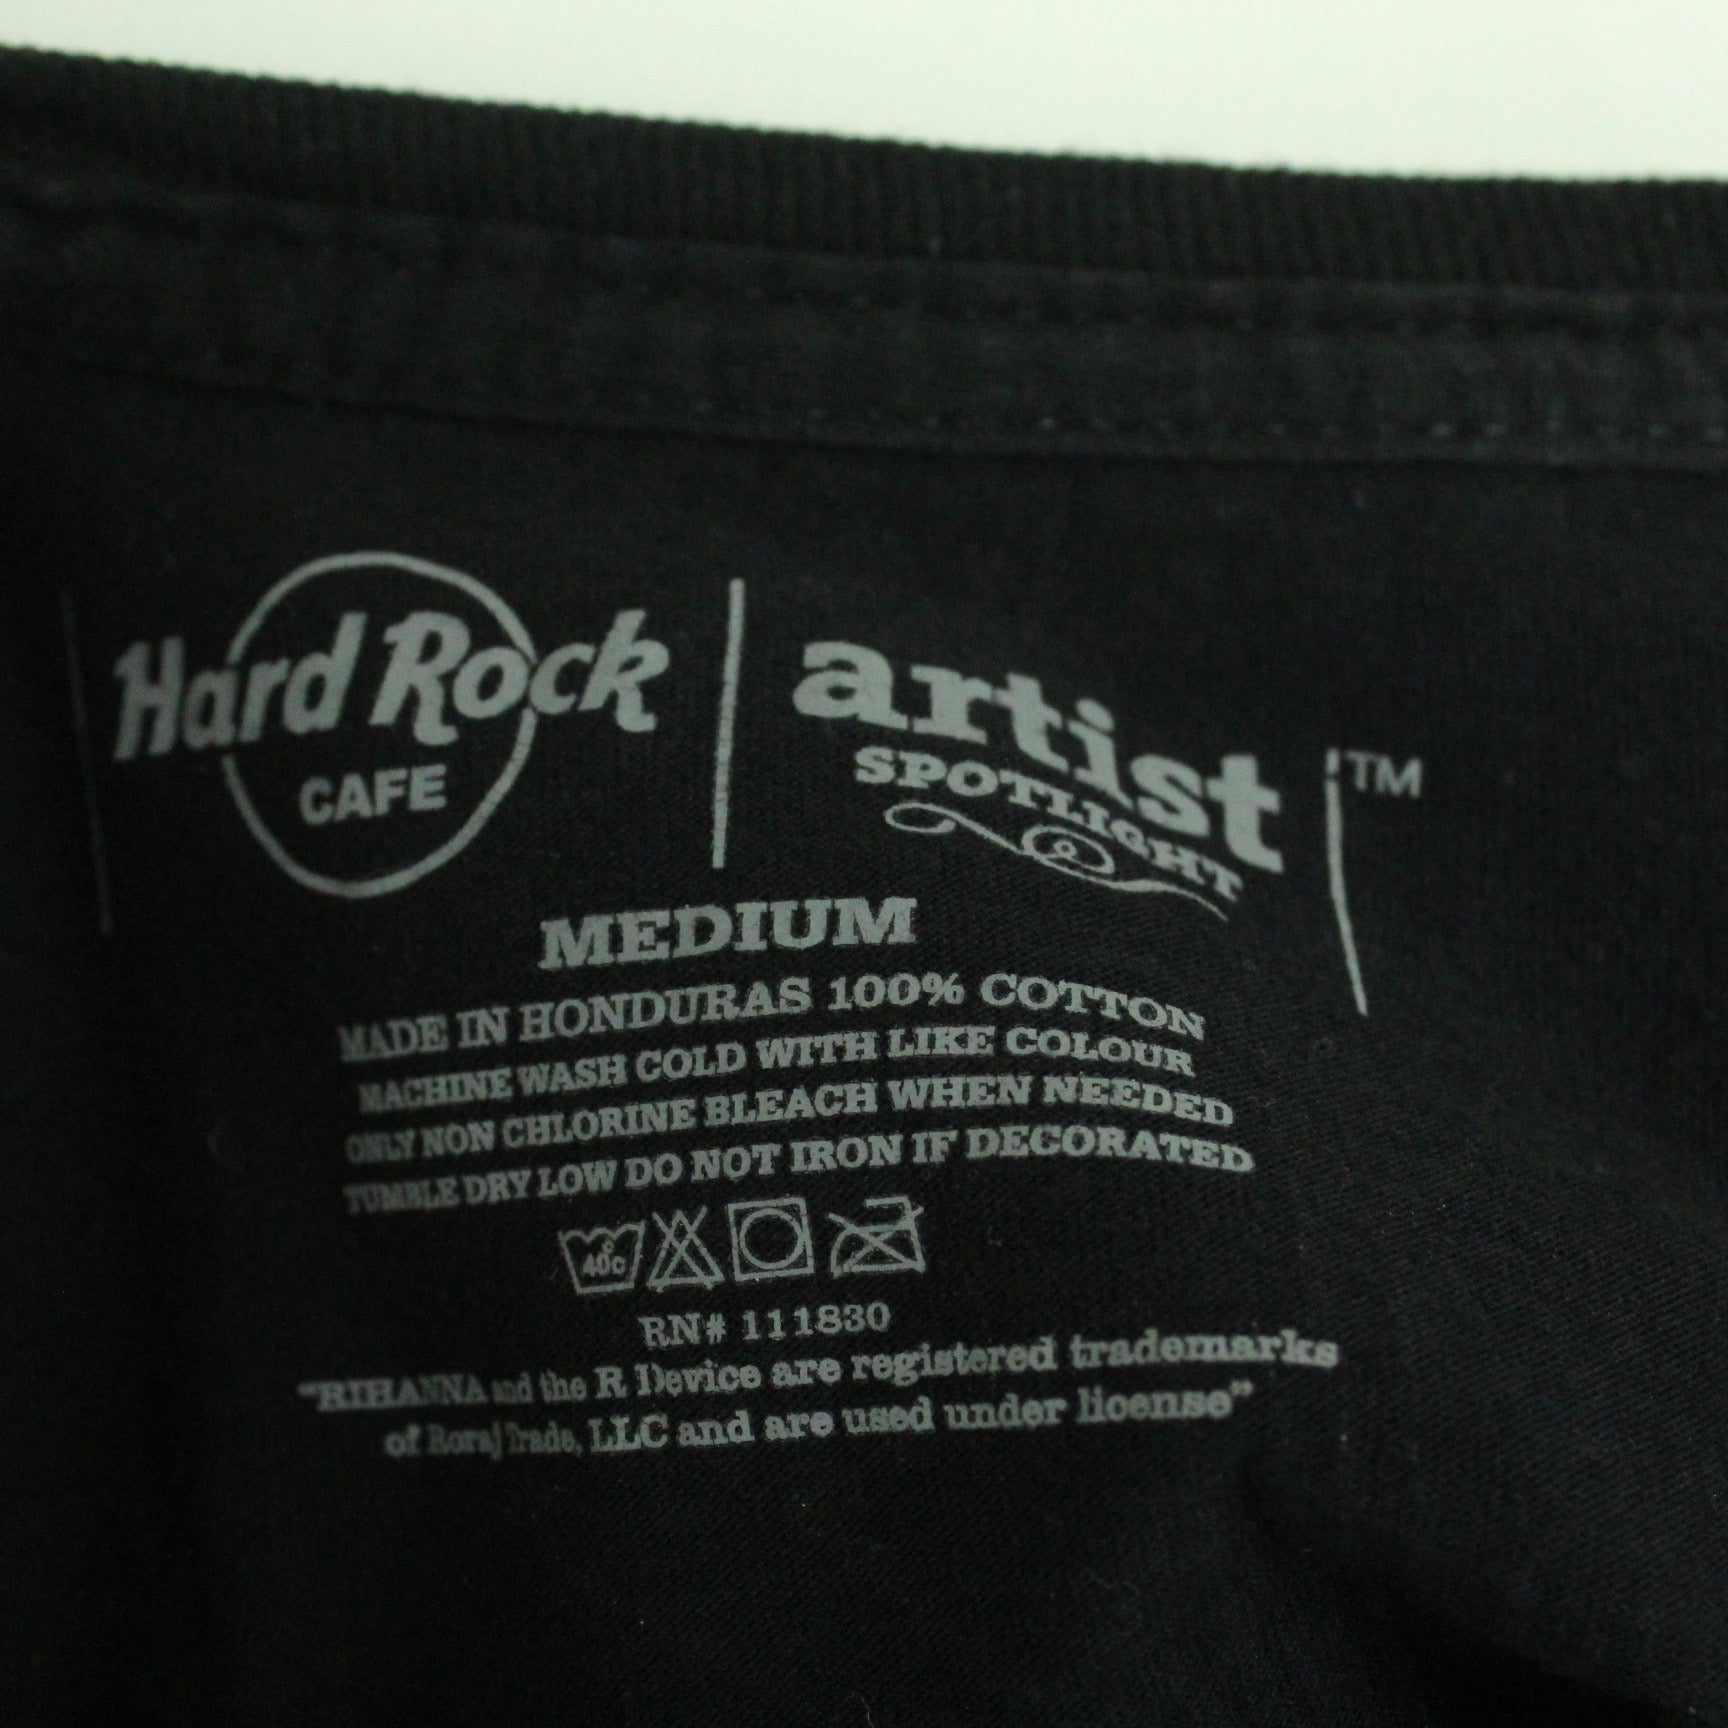 Hard Rock
CAFE
artist
SPOTLIGHT
TM
MEDIUM
MADE IN HONDURAS 100% COTTON
MACHINE WASH COLD WITH LIKE COLOUR
ONLY NON CHLORINE BLEACH WHEN NEEDED
TUMBLE DRY LOW DO NOT IRON IF DECORATED
40c
RN# 111830
"RIHANNA and the R Device are registered trademarks
of Roraj Trade, LLC and are used under license"